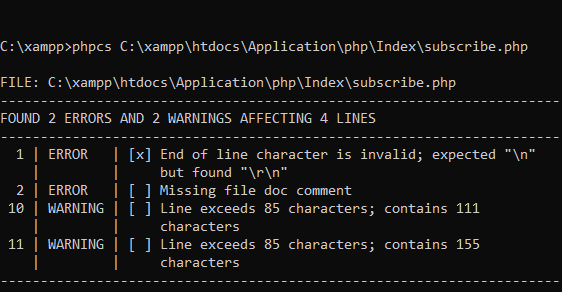 C:\xampp>phpcs C:\xampp\htdocs\Application\php\Index\subscribe.php
FILE: C:\xampp\htdocs\Application\php\Index\subscribe.php
----------------------------------------------------------------------
FOUND 2 ERRORS AND 2 WARNINGS AFFECTING 4 LINES
----------------------------------------------------------------------
  1 | ERROR   | [x] End of line character is invalid; expected "\n"
    |         |     but found "\r\n"
  2 | ERROR   | [ ] Missing file doc comment
 10 | WARNING | [ ] Line exceeds 85 characters; contains 111
    |         |     characters
 11 | WARNING | [ ] Line exceeds 85 characters; contains 155
    |         |     characters
----------------------------------------------------------------------